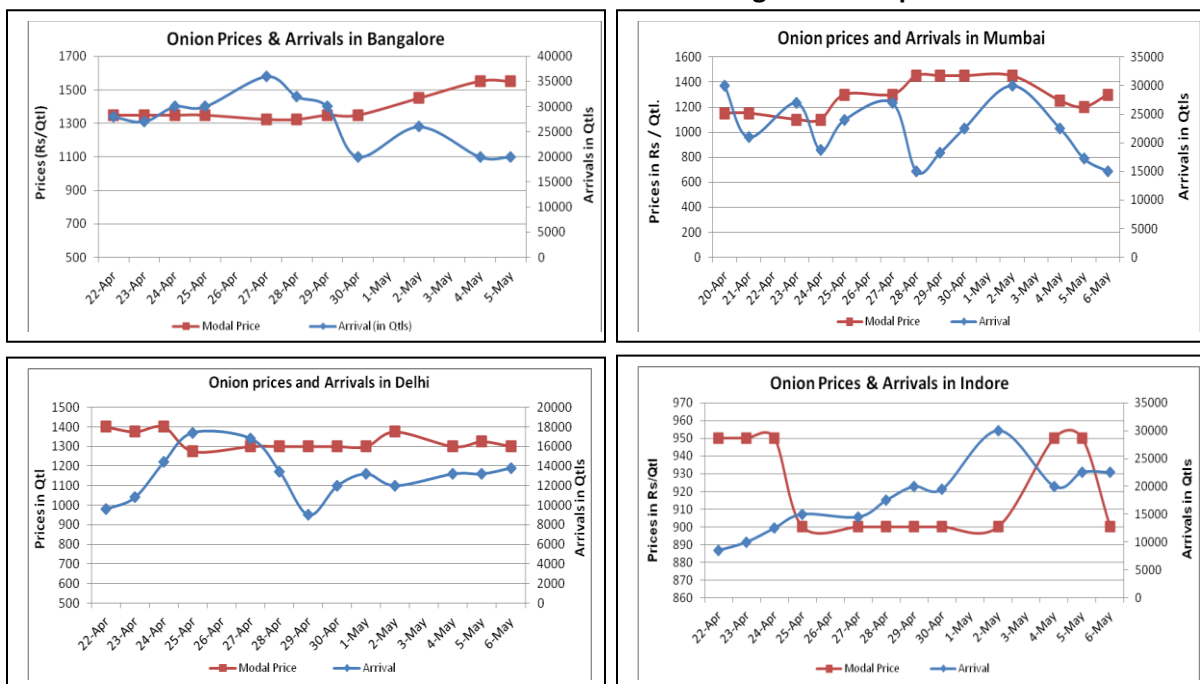 Onion Prices & Arrivals in Bangalore
1700
1500
1300
1100
900
700
500
Prices (Rs/Qtl)
40000
35000
30000
25000
20000
15000
10000
5000
0
Arrivals in Qtls
22-Apr
23-Apr
24-Apr
25-Apr
26-Apr
27-Apr
28-Apr
29-Apr
30-Apr
1-May
2-May
3-May
4-May
5-May
Modal Price
Arrival (in Qtls)
Onion prices and Arrivals in Mumbai
1600
1400
1200
1000
800
600
400
200
0
Prices in Rs / Qtl.
35000
30000
25000
20000
15000
10000
5000
0
Arrivals in Qtls
20-Apr
21-Apr
22-Apr
23-Apr
24-Apr
25-Apr
26-Apr
27-Apr
28-Apr
29-Apr
30-Apr
1-May
2-May
3-May
4-May
5-May
6-May
Modal Price
Arrival
Onion prices and Arrivals in Delhi
1500
1400
1300
1200
1100
1000
900
800
700
600
500
Prices in Qtl
20000
18000
16000
14000
12000
10000
8000
6000
4000
2000
0
Arrivals in Qtls
22-Apr
23-Apr
24-Apr
25-Apr
26-Apr
27-Apr
28-Apr
29-Apr
30-Apr
1-May
2-May
3-May
4-May
5-May
6-May
Modal Price
Arrival
Onion Prices & Arrivals in Indore
970
960
950
940
930
920
910
900
890
880
870
860
Prices in Rs/Qtl
35000
30000
25000
20000
15000
10000
5000
0
Arrivals in Qtls
22-Apr
23-Apr
24-Apr
25-Apr
26-Apr
27-Apr
28-Apr
29-Apr
30-Apr
1-May
2-May
3-May
4-May
5-May
6-May
Modal Price
Arrival